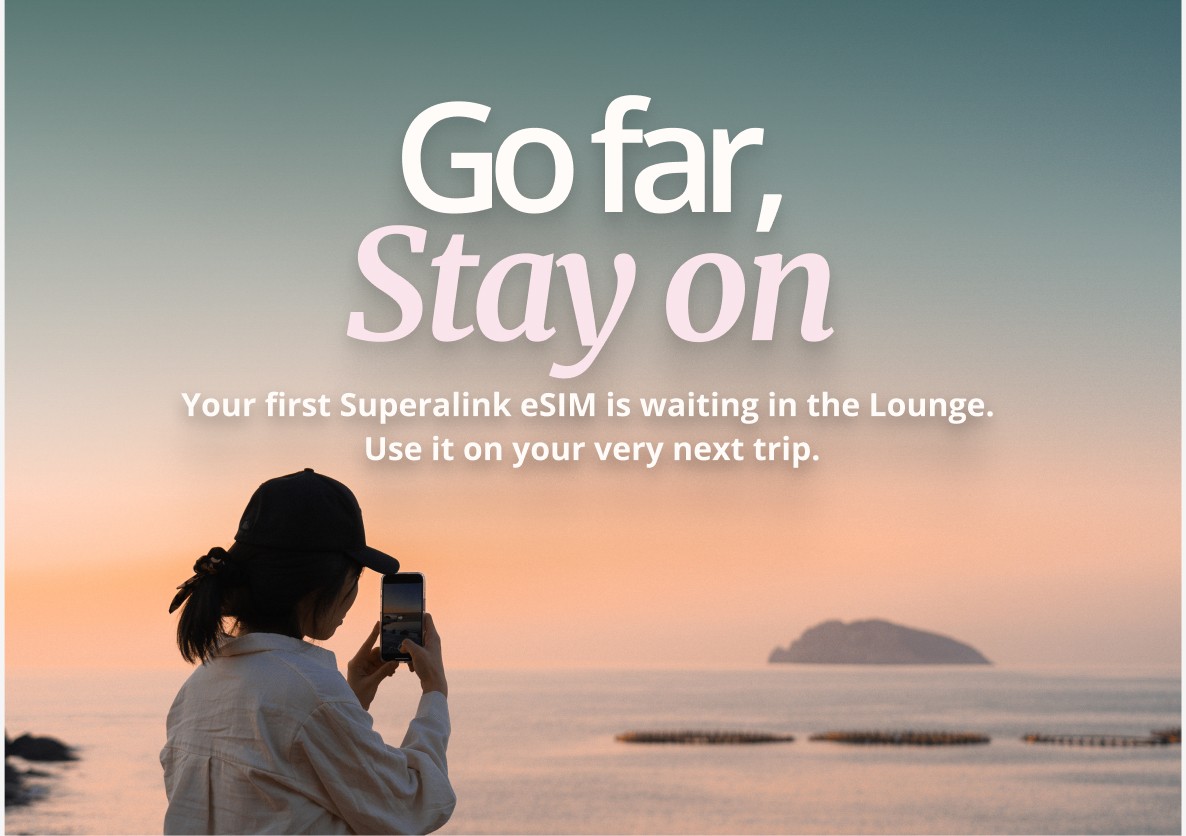 Go far,
Stay on
Your first Superalink eSIM is waiting in the Lounge.
Use it on your very next trip.